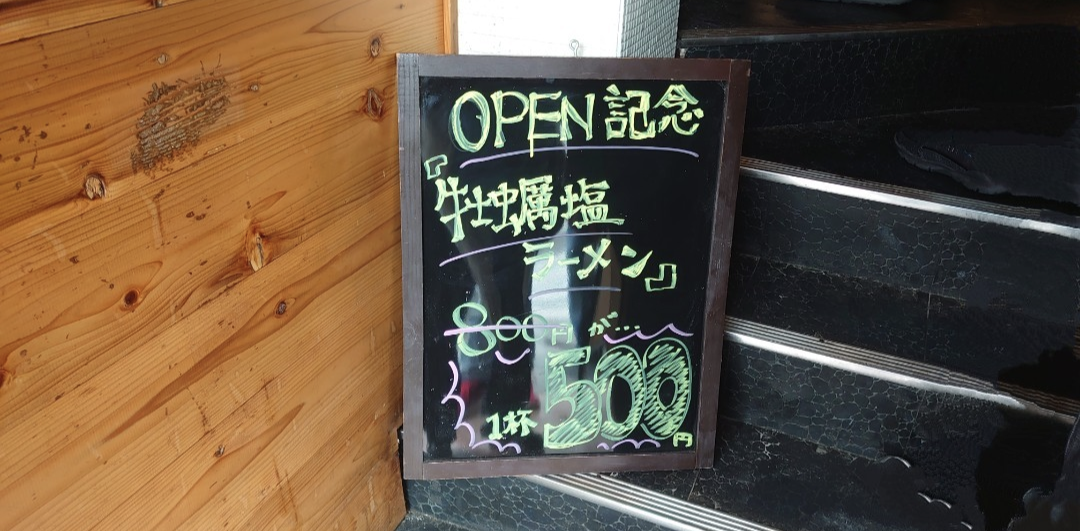 OPEN記念
『牡蠣塩
ラーメン』
800円が...
1杯500円